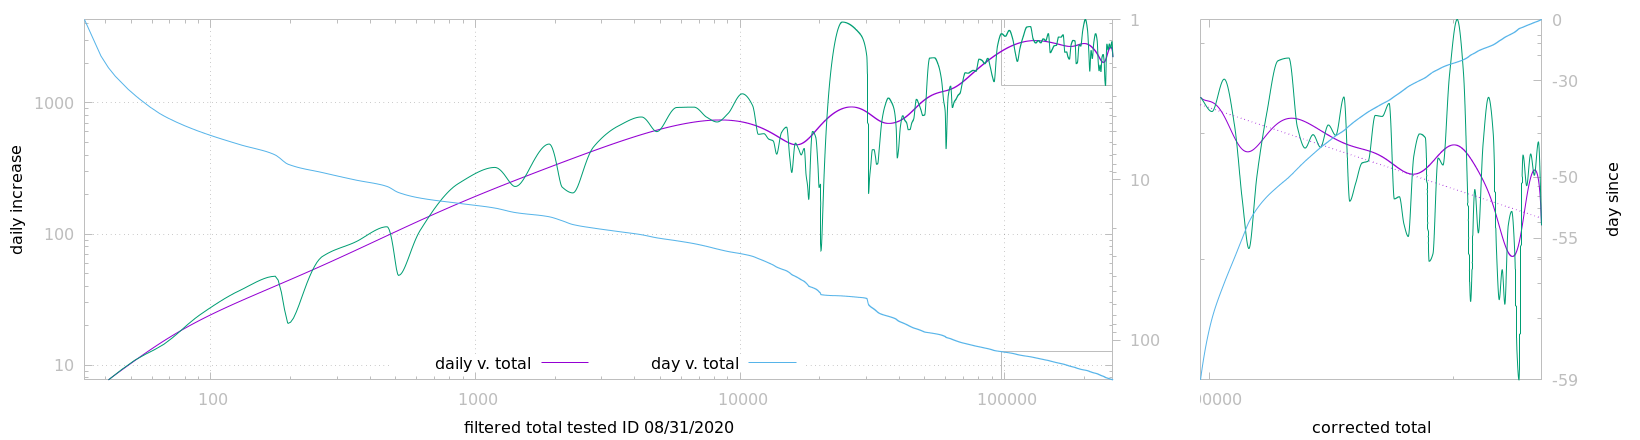 daily increase
1000
100
10
100
1000
10000
100000
1
10
100
daily v. total
day v. total
filtered total tested ID 08/31/2020
0
-30
-50
-55
-59
day since
00000
corrected total